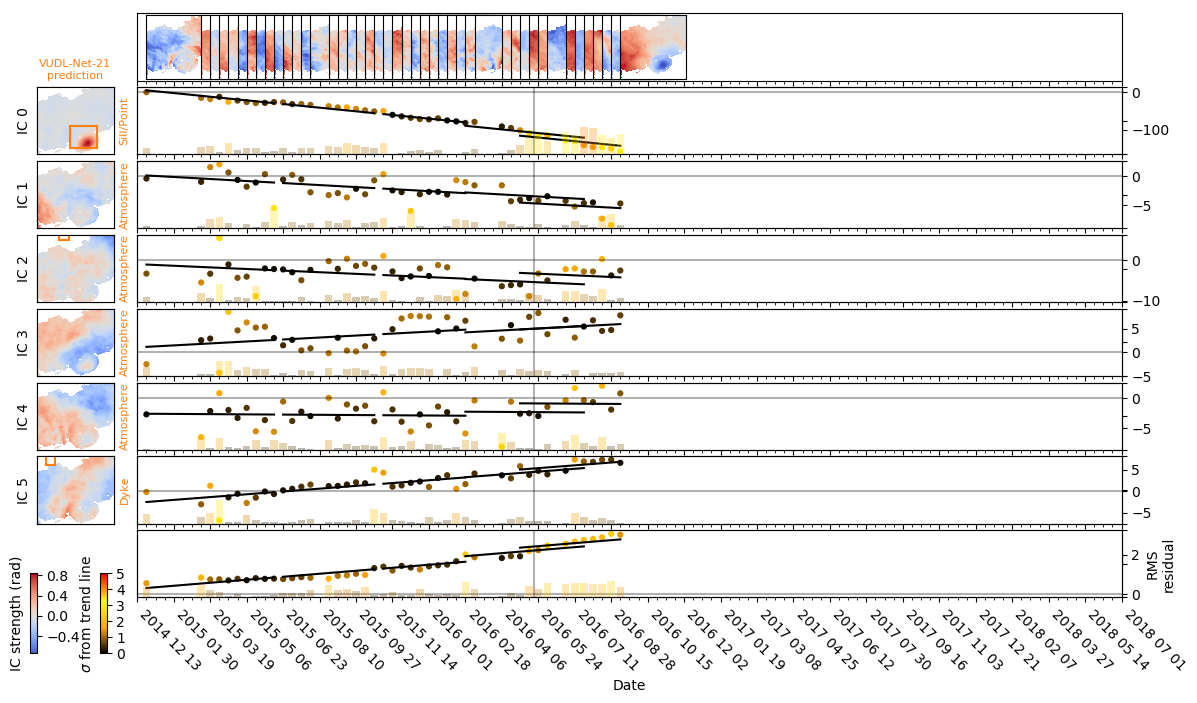 VUDL-Net-21
prediction
IC 0
Sill/Point
0
−100
IC 1
Atmosphere
0
−5
IC 2
Atmosphere
0
−10
IC 3
Atmosphere
5
0
−5
IC 4
Atmosphere
0
−5
IC 5
Dyke
5
0
−5
2
0
RMS
residual
IC strength (rad)
0.8
0.4
0.0
−0.4
σ from trend line
5
4
3
2
1
0
2014 12 13
2015 01 30
2015 03 19
2015 05 06
2015 06 23
2015 08 10
2015 09 27
2015 11 14
2016 01 01
2016 02 18
2016 04 06
2016 05 24
2016 07 11
2016 08 28
2016 10 15
2016 12 02
2017 01 19
2017 03 08
2017 04 25
2017 06 12
2017 07 30
2017 09 16
2017 11 03
2017 12 21
2018 02 07
2018 03 27
2018 05 14
2018 07 01
Date